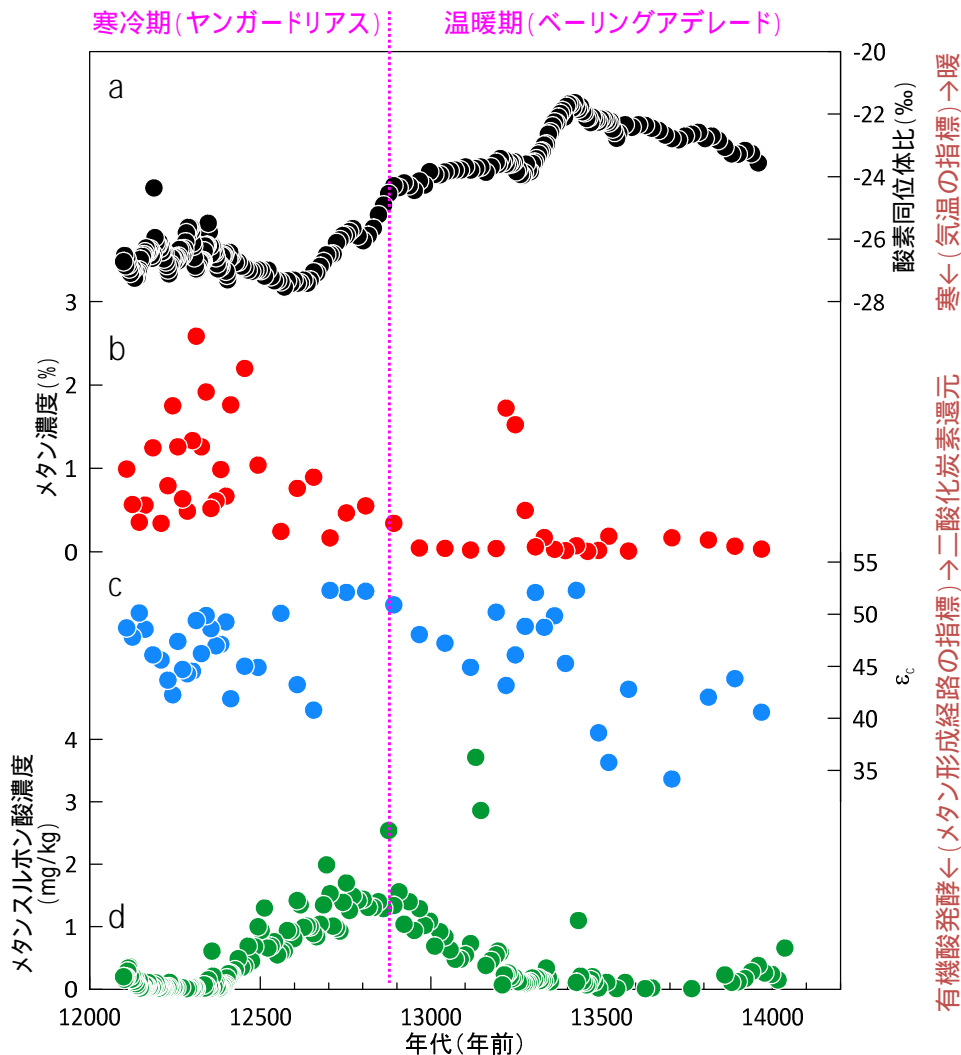 寒冷期(ヤンガードリアス)
温暖期(ベーリングアデレード)
a
-20
-22
-24
-26
-28
酸素同位体比(‰)
寒←(気温の指標)→暖
b
3
2
1
0
メタン濃度(%)
c
55
50
45
40
35
εc
有機酸発酵←(メタン形成経路の指標)→二酸化炭素還元
d
4
3
2
1
0
メタンスルホン酸濃度
(mg/kg)
12000
12500
13000
13500
14000
年代(年前)